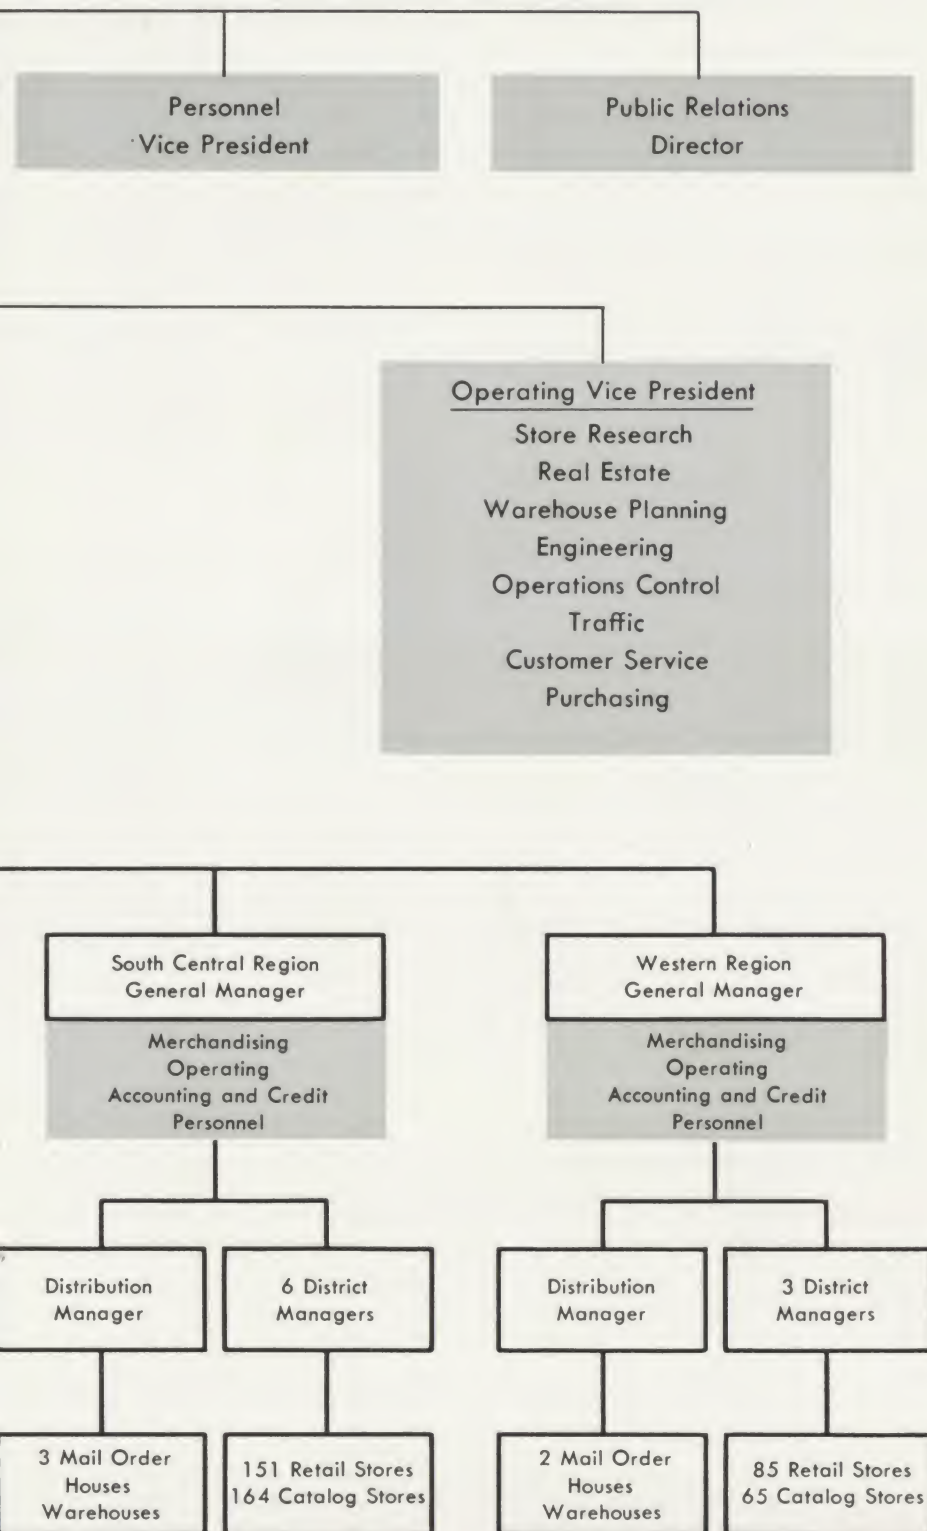 Personnel
Vice President
Public Relations
Director
Operating Vice President
Store Research
Real Estate
Warehouse Planning
Engineering
Operations Control
Traffic
Customer Service
Purchasing
South Central Region
General Manager
Merchandising
Operating
Accounting and Credit
Personnel
Western Region
General Manager
Merchandising
Operating
Accounting and Credit
Personnel
Distribution
Manager
6 District
Managers
Distribution
Manager
3 District
Managers
3 Mail Order
Houses
Warehouses
151 Retail Stores
164 Catalog Stores
2 Mail Order
Houses
Warehouses
85 Retail Stores
65 Catalog Stores